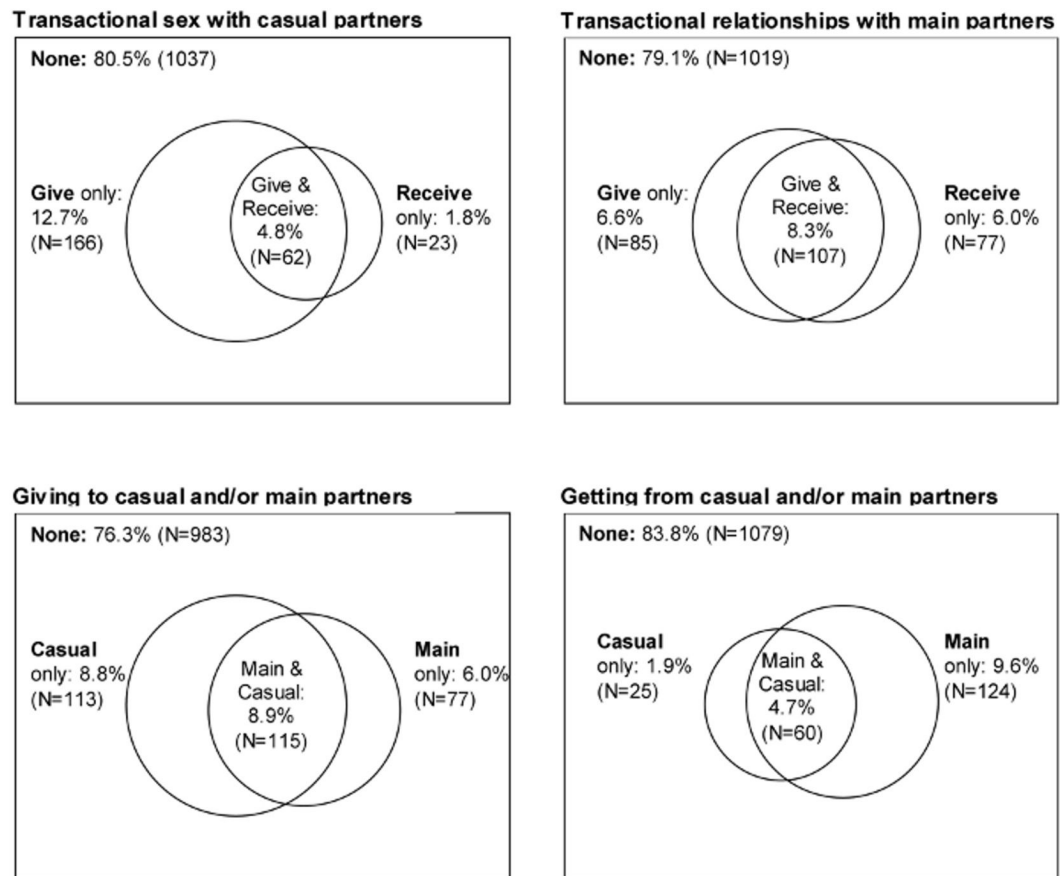 Transactional sex with casual partners
None: 80.5% (1037)
Give only:
12.7%
(N=166)
Give &
Receive:
4.8%
(N=62)
Receive
only: 1.8%
(N=23)
Transactional relationships with main partners
None: 79.1% (N=1019)
Give only:
6.6%
(N=85)
Give &
Receive:
8.3%
(N=107)
Receive
only: 6.0%
(N=77)
Giving to casual and/or main partners
None: 76.3% (N=983)
Casual
only: 8.8%
(N=113)
Main &
Casual:
8.9%
(N=115)
Main
only: 6.0%
(N=77)
Getting from casual and/or main partners
None: 83.8% (N=1079)
Casual
only: 1.9%
(N=25)
Main &
Casual:
4.7%
(N=60)
Main
only: 9.6%
(N=124)